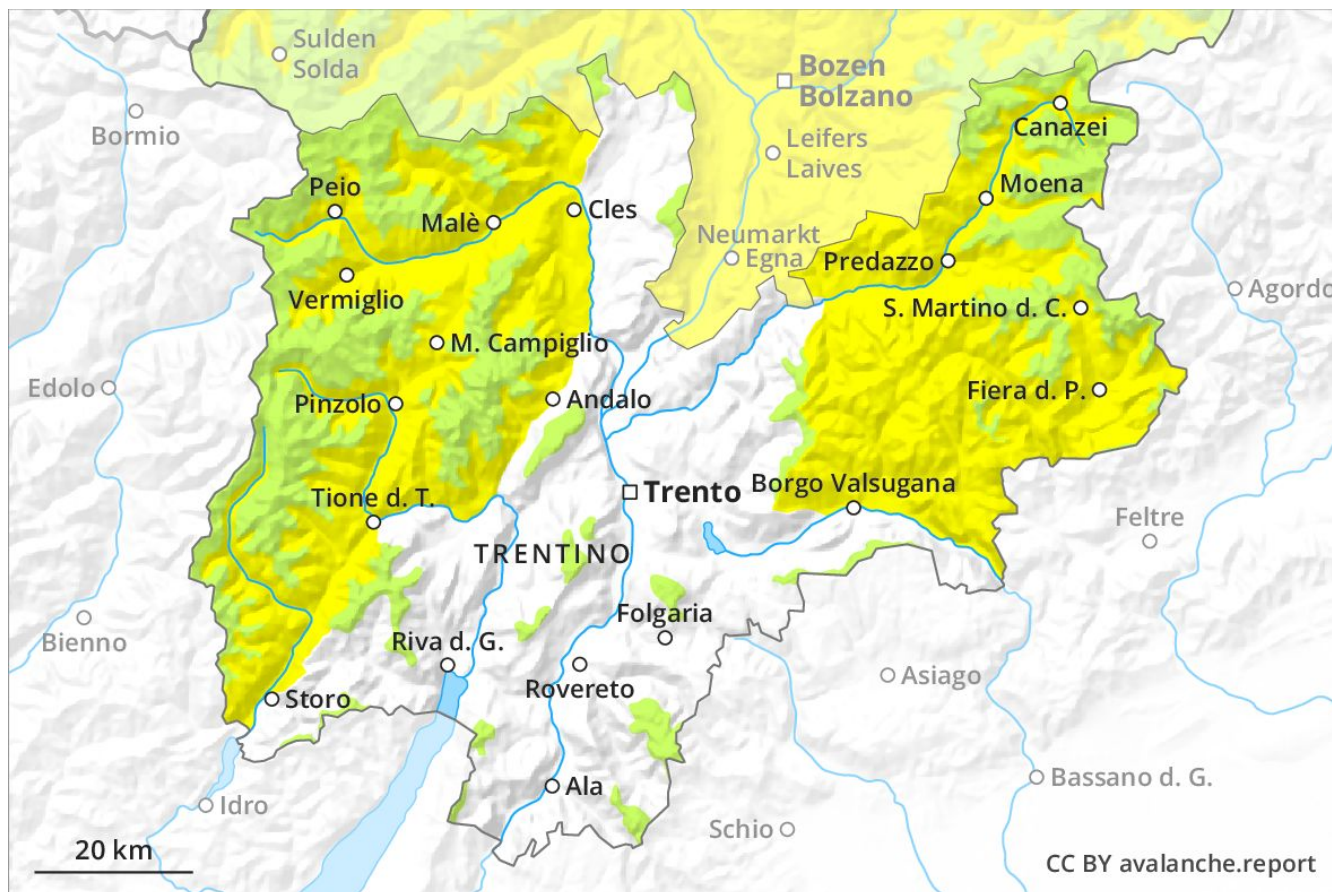 Sulden
Solda
Bozen
Bolzano
Bormio
Canazei
Leifers
Laives
Peio
Moena
Malè
Cles
Neumarkt
Egna
Predazzo
Vermiglio
Agordo
S. Martino d. C.
M. Campiglio
Edolo
Pinzolo
Andalo
Fiera d. P.
Trento
Borgo Valsugana
Tione d. T.
Feltre
TRENTINO
Bienno
Folgaria
Riva d. G.
Asiago
Rovereto
Storo
Bassano d. G.
Ala
Idro
Schio
20 km
CC BY avalanche.report